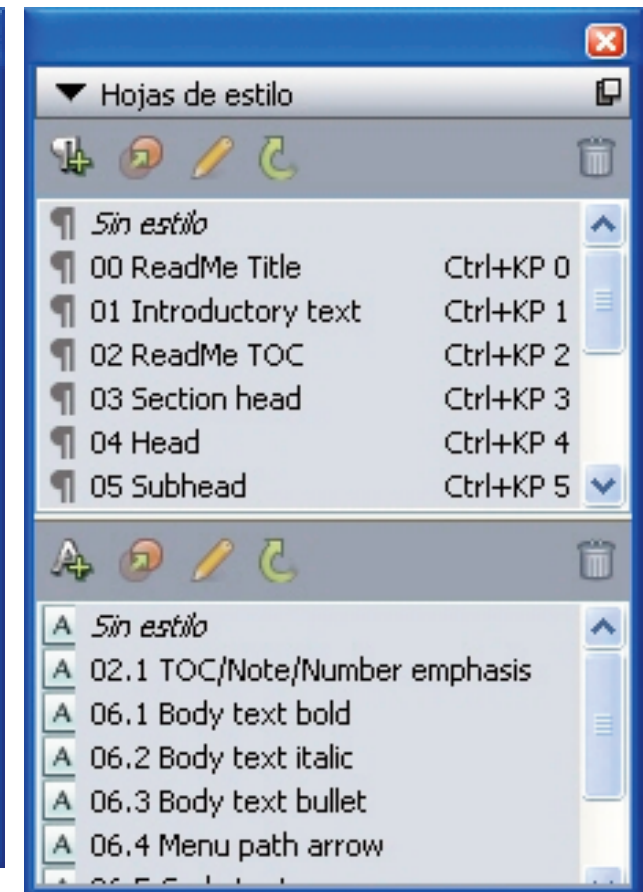 Hojas de estilo
Sin estilo
00 ReadMe Title Ctrl+KP 0
01 Introductory text Ctrl+KP 1
02 ReadMe TOC Ctrl+KP 2
03 Section head Ctrl+KP 3
04 Head Ctrl+KP 4
05 Subhead Ctrl+KP 5
Sin estilo
02.1 TOC/Note/Number emphasis
06.1 Body text bold
06.2 Body text italic
06.3 Body text bullet
06.4 Menu path arrow